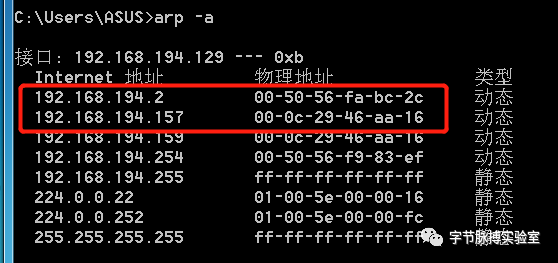 C:\Users\ASUS>arp -a
接口: 192.168.194.129 --- 0xb
Internet 地址 物理地址 类型
192.168.194.2 00-50-56-fa-bc-2c 动态
192.168.194.157 00-0c-29-46-aa-16 动态
192.168.194.159 00-0c-29-46-aa-16 动态
192.168.194.254 00-50-56-f9-83-ef 动态
192.168.194.255 ff-ff-ff-ff-ff-ff 静态
224.0.0.22 01-00-5e-00-00-16 静态
224.0.0.252 01-00-5e-00-00-fc 静态
255.255.255.255 ff-ff-ff-ff-ff-ff 静态
字节脉搏实验室